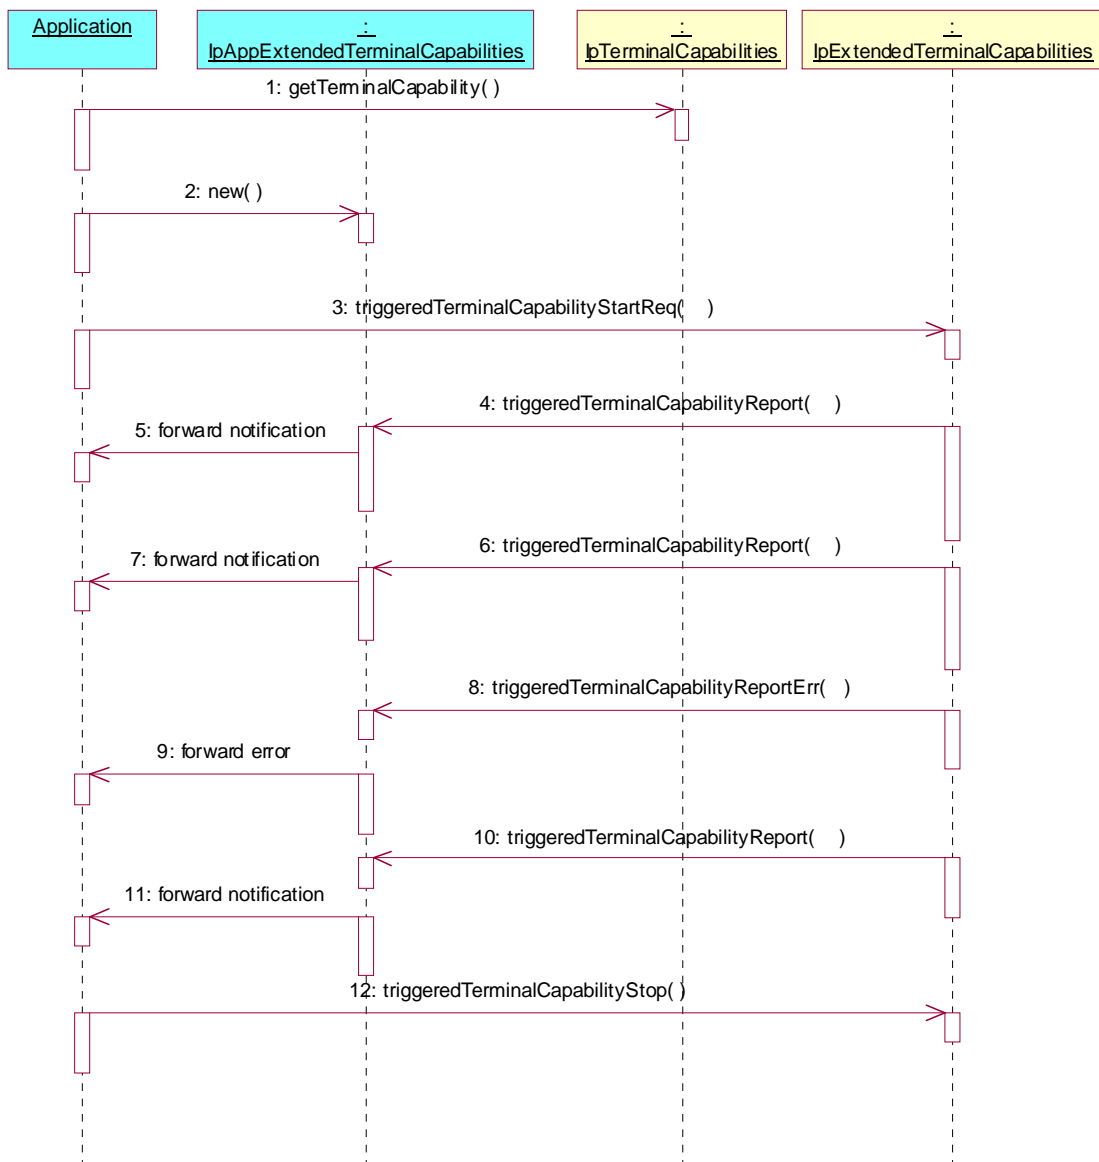 Application
:
IpAppExtendedTerminalCapabilities
:
IpTerminalCapabilities
:
IpExtendedTerminalCapabilities
1: getTerminalCapability( )
2: new( )
3: triggeredTerminalCapabilityStartReq( )
4: triggeredTerminalCapabilityReport( )
5: forward notification
6: triggeredTerminalCapabilityReport( )
7: forward notification
8: triggeredTerminalCapabilityReportErr( )
9: forward error
10: triggeredTerminalCapabilityReport( )
11: forward notification
12: triggeredTerminalCapabilityStop( )